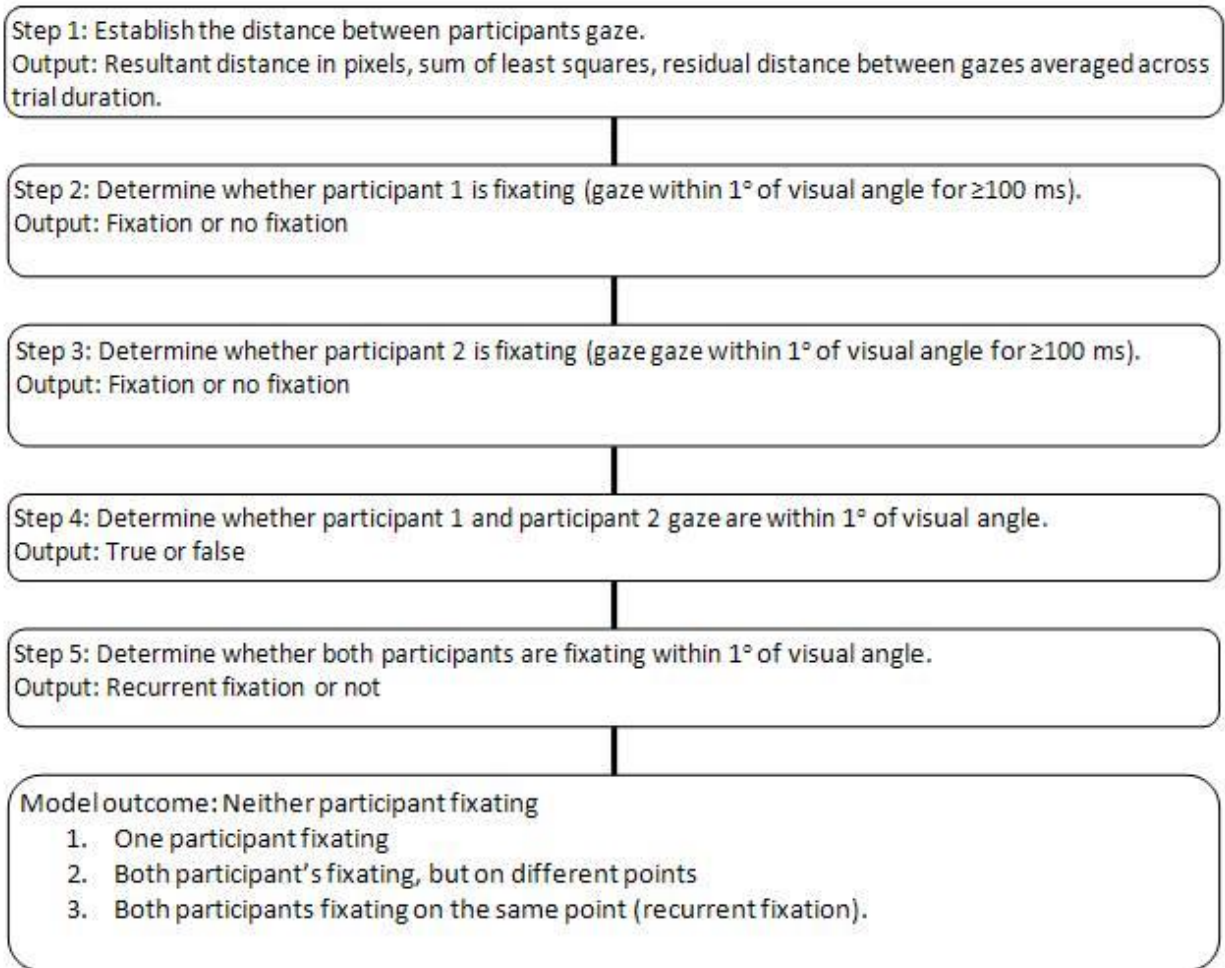 Step 1: Establish the distance between participants gaze.
Output: Resultant distance in pixels, sum of least squares, residual distance between gazes averaged across
trial duration.
Step 2: Determine whether participant 1 is fixating (gaze within 1° of visual angle for ≥100 ms).
Output: Fixation or no fixation
Step 3: Determine whether participant 2 is fixating (gaze gaze within 1° of visual angle for ≥100 ms).
Output: Fixation or no fixation
Step 4: Determine whether participant 1 and participant 2 gaze are within 1° of visual angle.
Output: True or false
Step 5: Determine whether both participants are fixating within 1° of visual angle.
Output: Recurrent fixation or not
Model outcome: Neither participant fixating
1. One participant fixating
2. Both participant's fixating, but on different points
3. Both participants fixating on the same point (recurrent fixation).